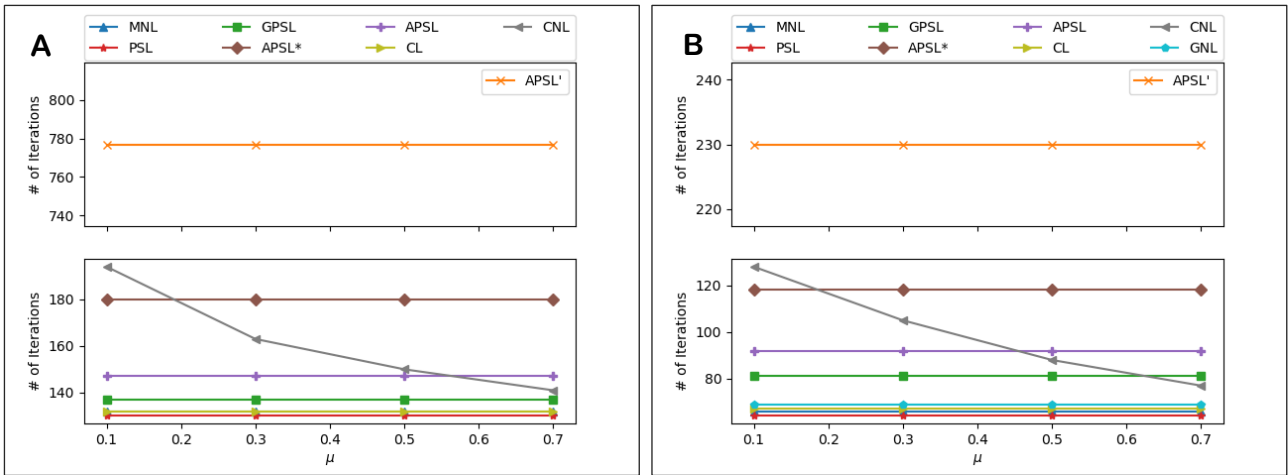 A
MNL GPSL APSL CNL
PSL APSL* CL
APSL'
# of Iterations
800
780
760
740
# of Iterations
180
160
140
0.1 0.2 0.3 0.4 0.5 0.6 0.7
μ
B
MNL GPSL APSL CNL
PSL APSL* CL GNL
APSL'
# of Iterations
240
230
220
# of Iterations
120
100
80
0.1 0.2 0.3 0.4 0.5 0.6 0.7
μ